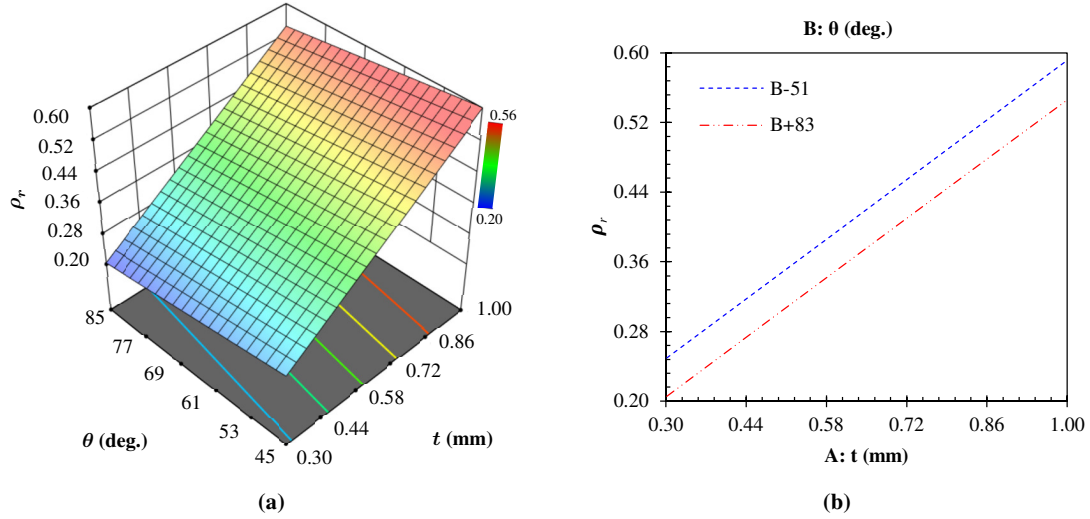 0.60
0.52
0.44
0.36
0.28
0.20
ρr
0.56
0.20
85
77
69
61
53
45
θ (deg.)
1.00
0.86
0.72
0.58
0.44
0.30
t (mm)
(a)
B: θ (deg.)
0.60
0.52
0.44
0.36
0.28
0.20
ρr
B-51
B+83
0.30 0.44 0.58 0.72 0.86 1.00
A: t (mm)
(b)